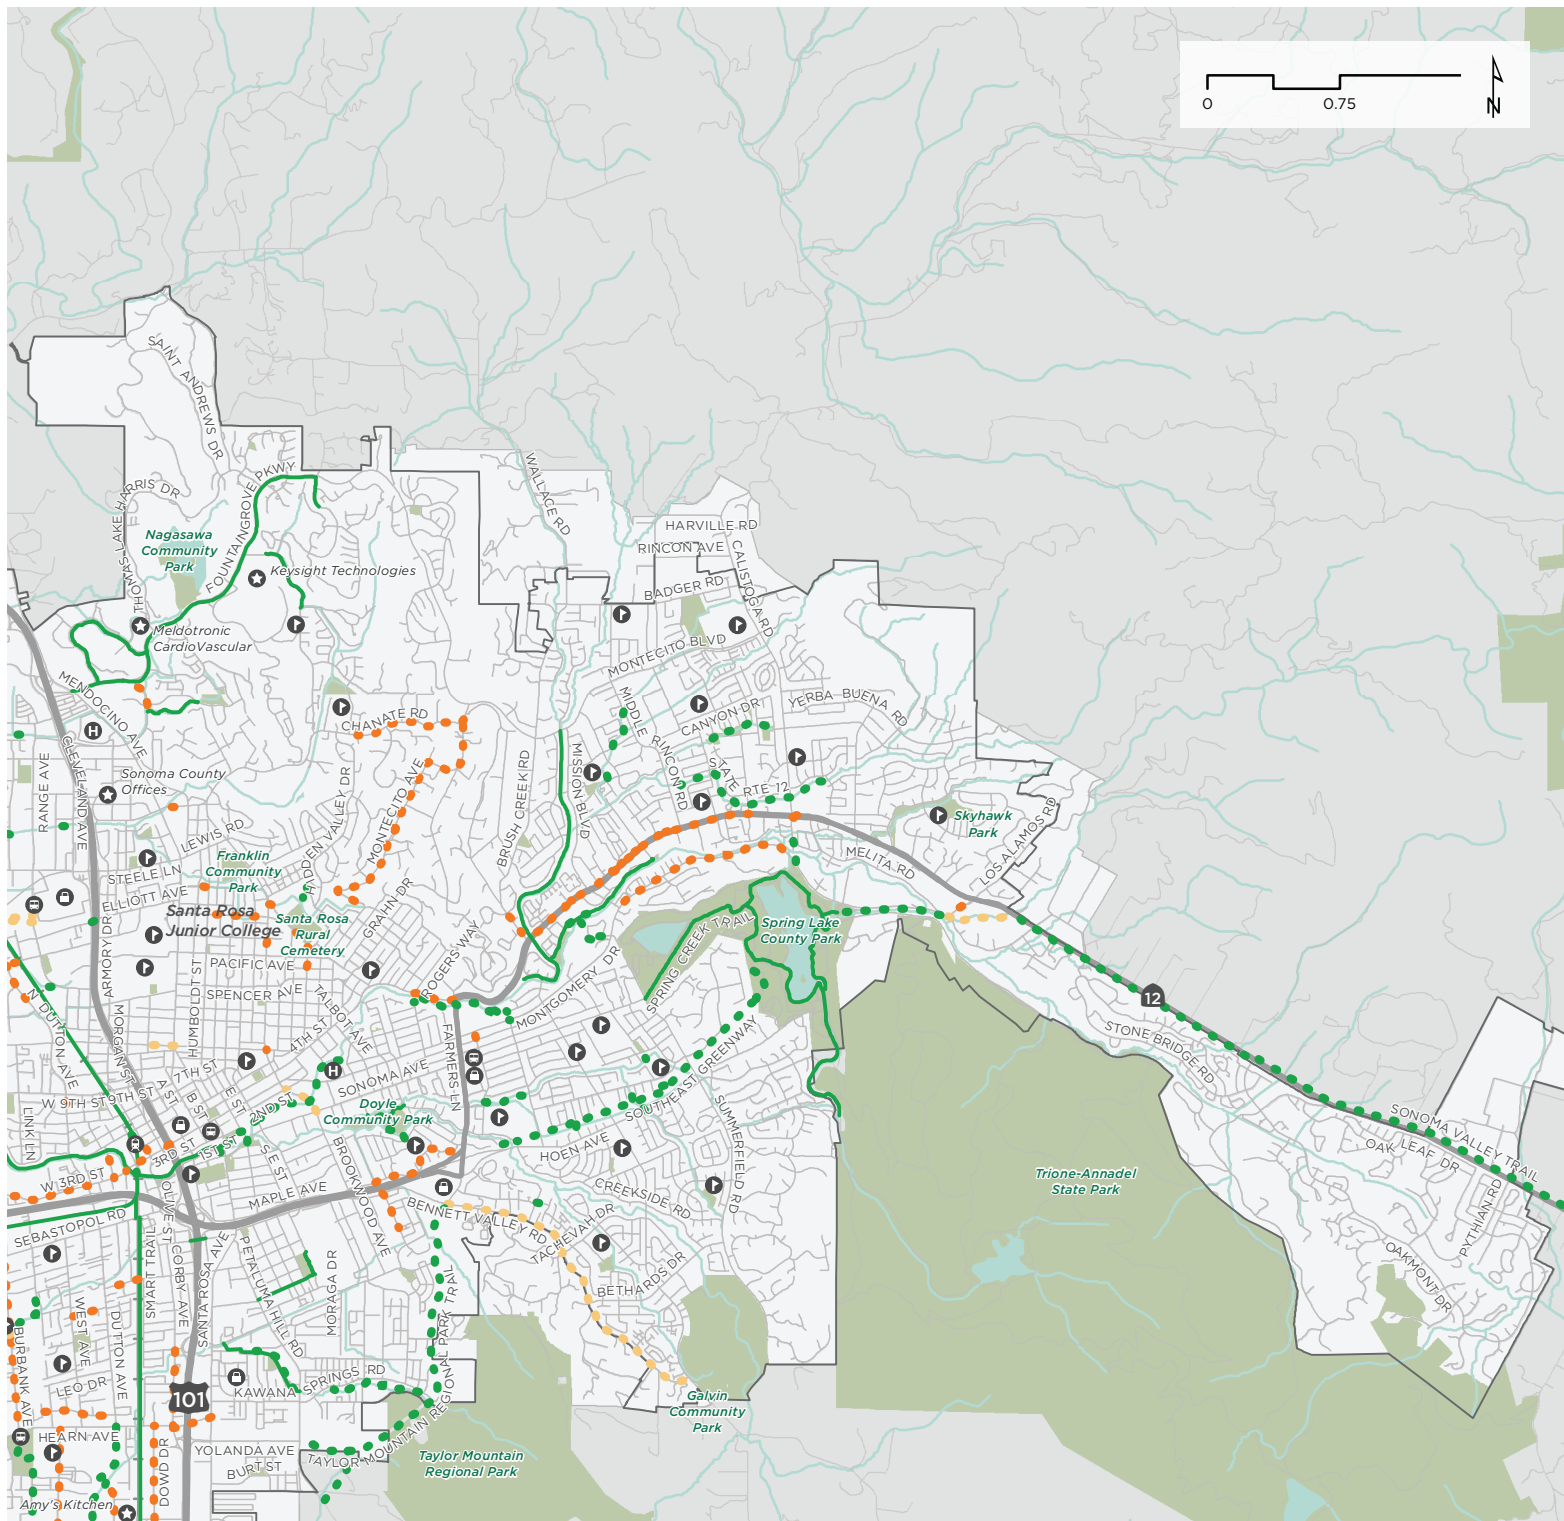 0
0.75
N
SAINT ANDREWS DR
THOMAS LAKE HARRIS DR
FOUNTAINGROVE PKWY
WALLACE RD
HARVILLE RD
RINCON AVE
CALISTOGA RD
BADGER RD
Nagasawa
Community
Park
Keysight Technologies
Meldotronic
CardioVascular
MONTECITO BLVD
MENDOCINO AVE
H
CHANATE RD
MIDDLE RINCON RD
CANYON DR
YERBA BUENA RD
STATE RTE 12
RANGE AVE
CLEVELAND AVE
Sonoma County
Offices
HIDDEN VALLEY DR
MONTECITO AVE
BRUSH CREEK RD
MISSION BLVD
LEWIS RD
Skyhawk
Park
LOS ALAMOS RD
MELITA RD
STEELE LN
Franklin
Community
Park
ELLIOTT AVE
Santa Rosa
Junior College
Santa Rosa
Rural
Cemetery
GRAHN DR
ROGERS WAY
SPRING CREEK TRAIL
Spring Lake
County Park
ARMORY DR
PACIFIC AVE
HUMBOLDT ST
SPENCER AVE
TALBOT AVE
MONTGOMERY DR
N DUTTON AVE
MORGAN ST
4TH ST
FARMERS LN
12
STONE BRIDGE RD
7TH ST
H
SONOMA AVE
SOUTHEAST GREENWAY
W 9TH ST
9TH ST
A ST
B ST
E ST
2ND ST
Doyle
Community Park
SUMMERFIELD RD
LINK LN
3RD ST
1ST ST
S E ST
BROOKWOOD AVE
HOEN AVE
SONOMA VALLEY TRAIL
OAK LEAF DR
W 3RD ST
OLIVE ST
MAPLE AVE
CREEKSIDE RD
Trione-Annadel
State Park
PYTHIAN RD
SEBASTOPOL RD
BENNETT VALLEY RD
TACHEVAH DR
SMART TRAIL
CORBY AVE
SANTA ROSA AVE
PETALUMA HILL RD
MORAGA DR
BETHARDS DR
OAKMONT DR
BURBANK AVE
WEST AVE
DUTTON AVE
LEO DR
101
KAWANA SPRINGS RD
TAYLOR MOUNTAIN REGIONAL PARK TRAIL
Galvin
Community
Park
HEARN AVE
DOWD DR
YOLANDA AVE
BURT ST
Taylor Mountain
Regional Park
Amy's Kitchen